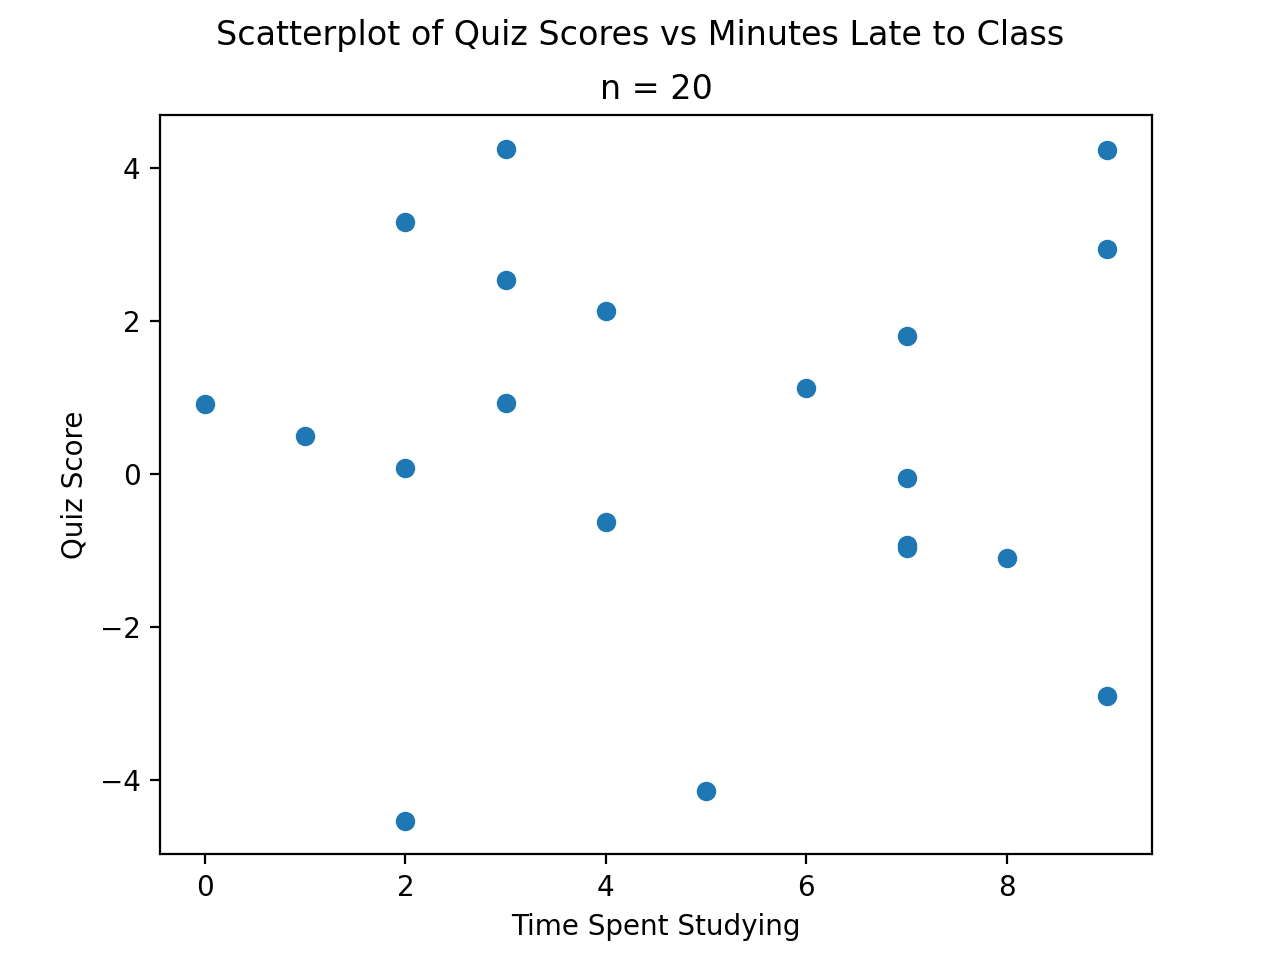 Scatterplot of Quiz Scores vs Minutes Late to Class
n = 20
4
2
0
−2
−4
Quiz Score
0 2 4 6 8
Time Spent Studying